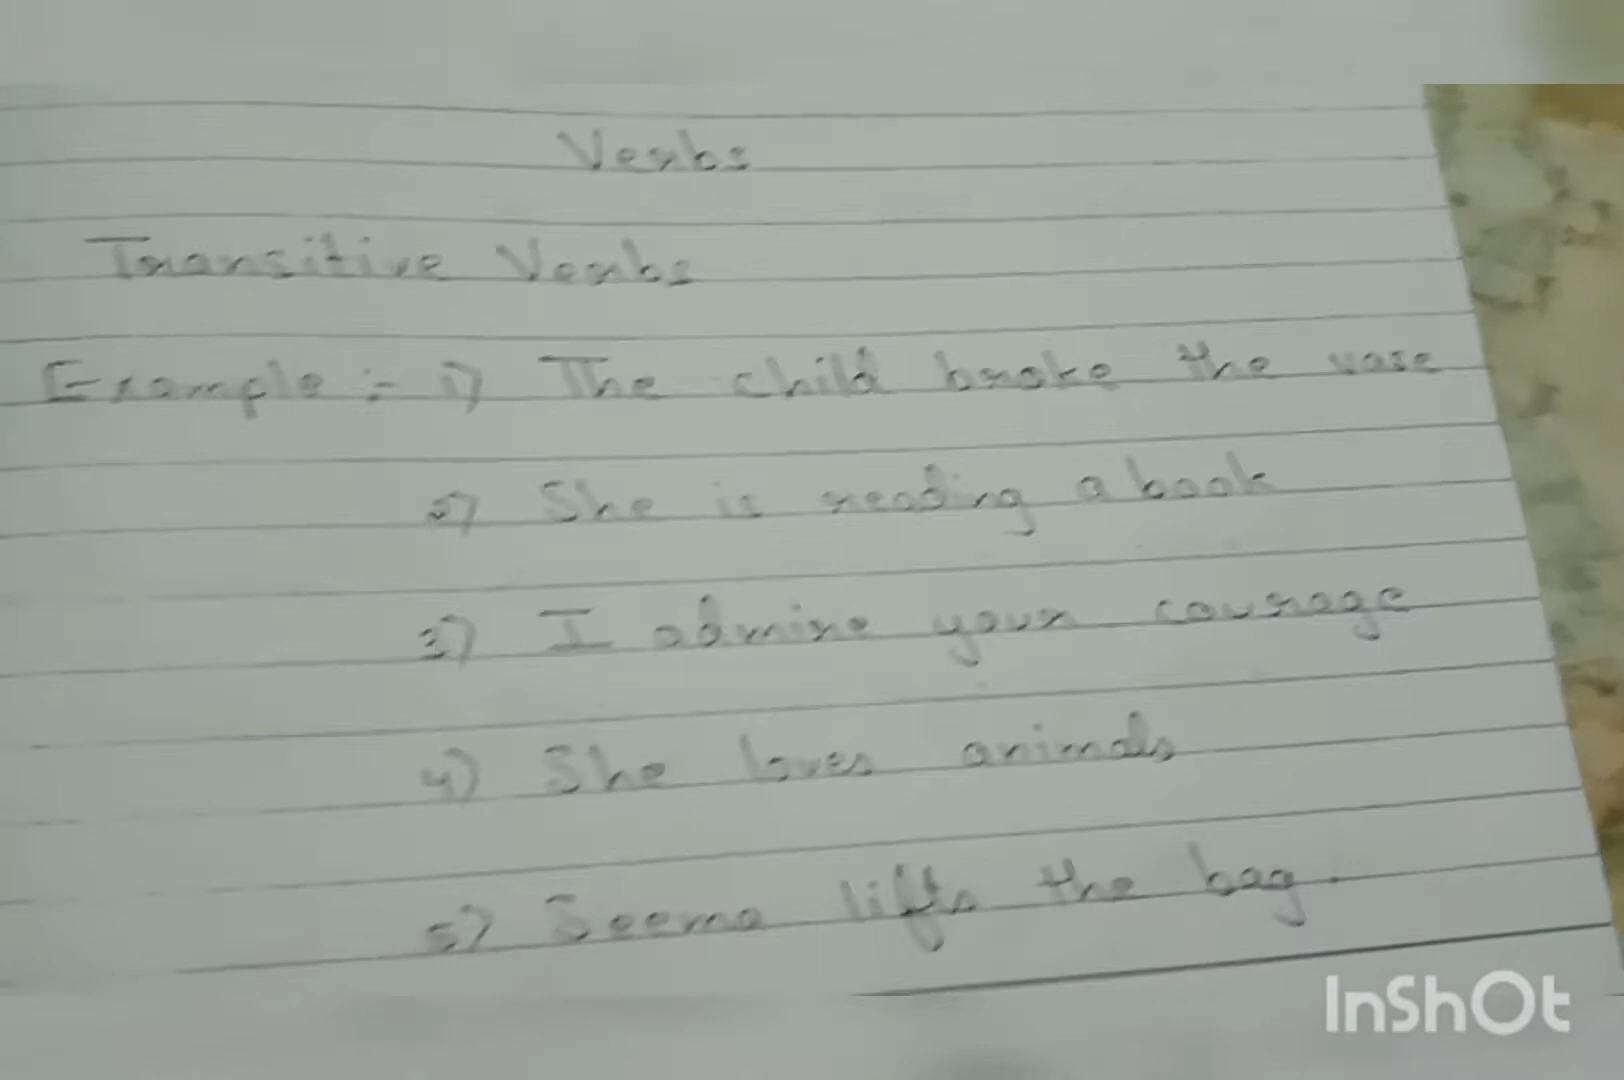 Verbs
Transitive Verbs
Example :- 1) The child broke the vase
2) She is reading a book
3) I admire your courage
4) She loves animals
5) Seema lifts the bag.
InShOt